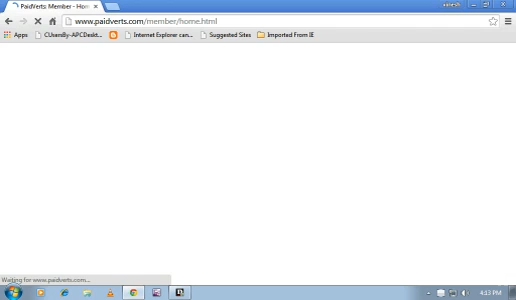 PaidVerts: Member - Hom
www.paidverts.com/member/home.html
Apps CUsersBy-APCDeskt... Internet Explorer can... Suggested Sites Imported From IE
Waiting for www.paidverts.com...
4:43 PM